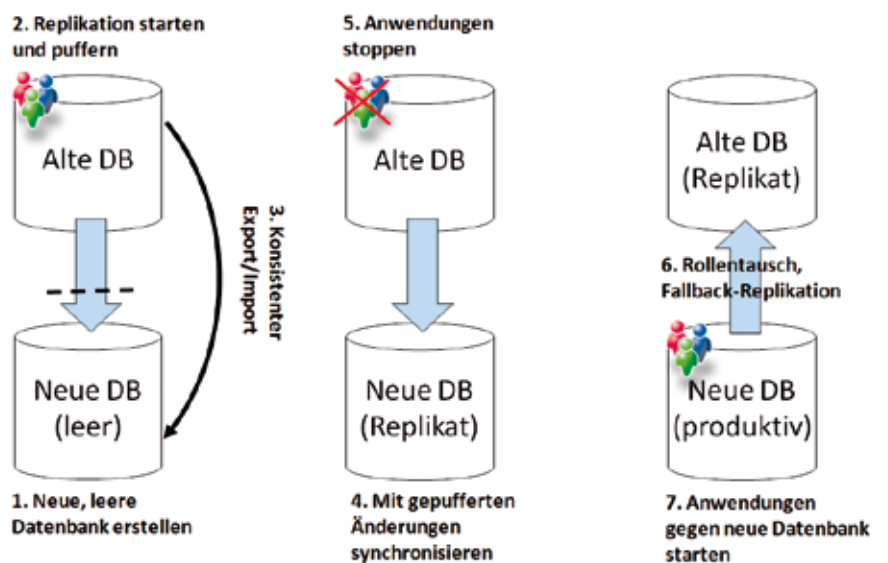 2. Replikation starten
und puffern
Alte DB
3. Konsistenter
Export/Import
Neue DB
(leer)
1. Neue, leere
Datenbank erstellen
5. Anwendungen
stoppen
Alte DB
Neue DB
(Replikat)
4. Mit gepufferten
Änderungen
synchronisieren
Alte DB
(Replikat)
6. Rollentausch,
Fallback-Replikation
Neue DB
(produktiv)
7. Anwendungen
gegen neue Datenbank
starten